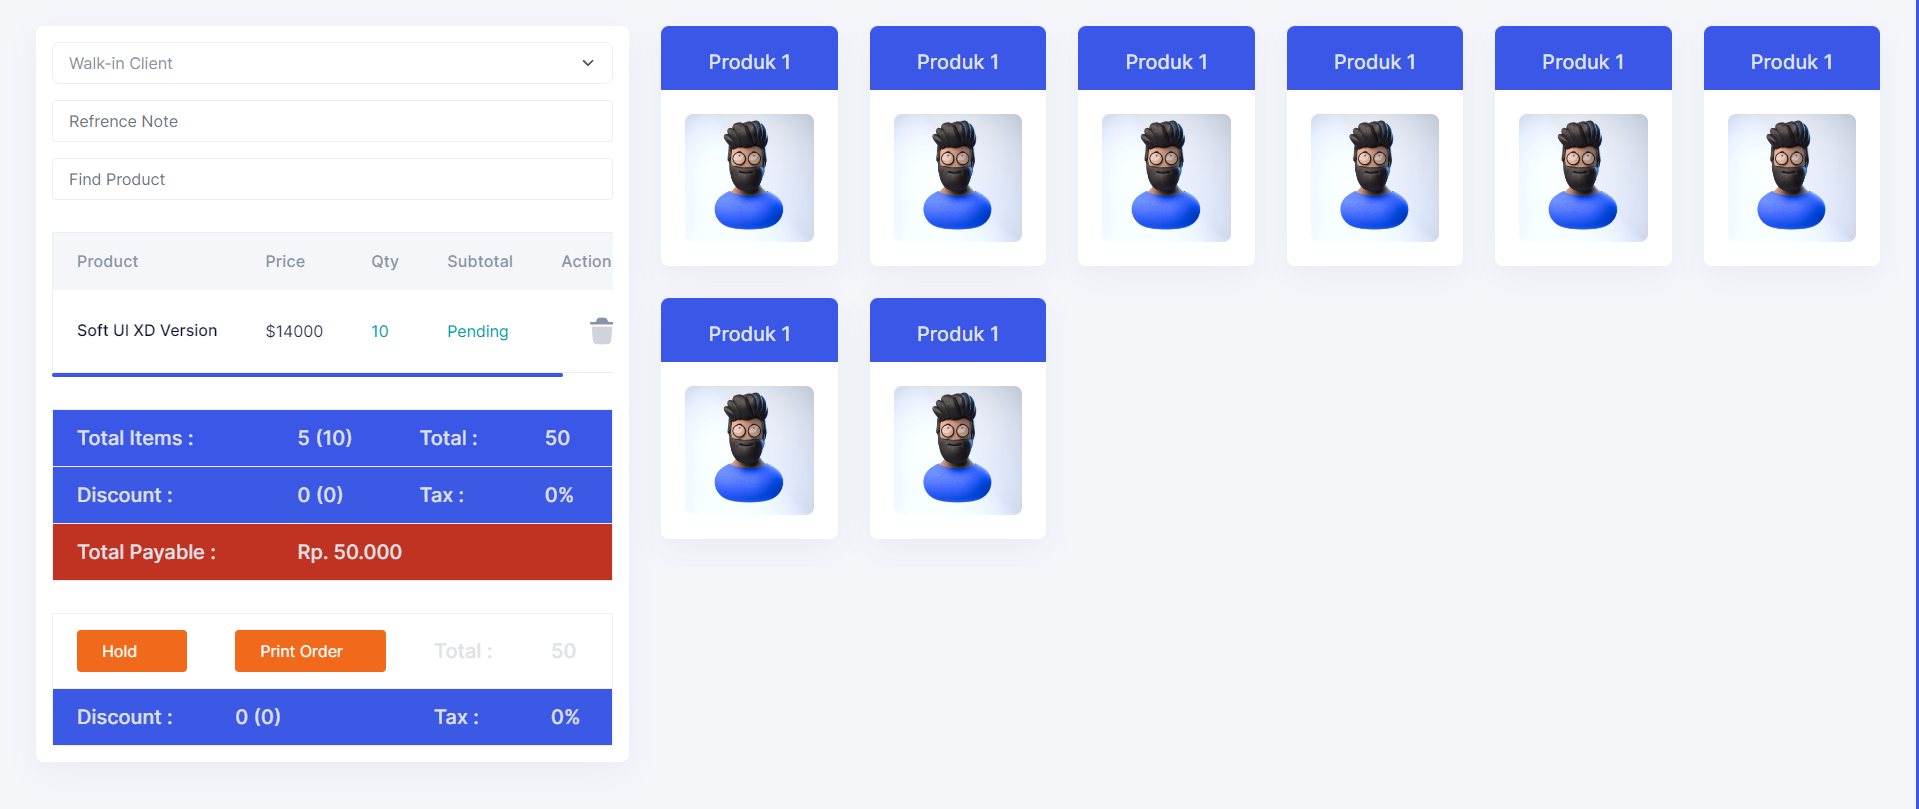 Walk-in Client
Refrence Note
Find Product
Product Price Qty Subtotal Action
Soft UI XD Version $14000 10 Pending
Total Items : 5 (10) Total : 50
Discount : 0 (0) Tax : 0%
Total Payable : Rp. 50.000
Hold Print Order Total : 50
Discount : 0 (0) Tax : 0%
Produk 1 Produk 1 Produk 1 Produk 1 Produk 1 Produk 1
Produk 1 Produk 1